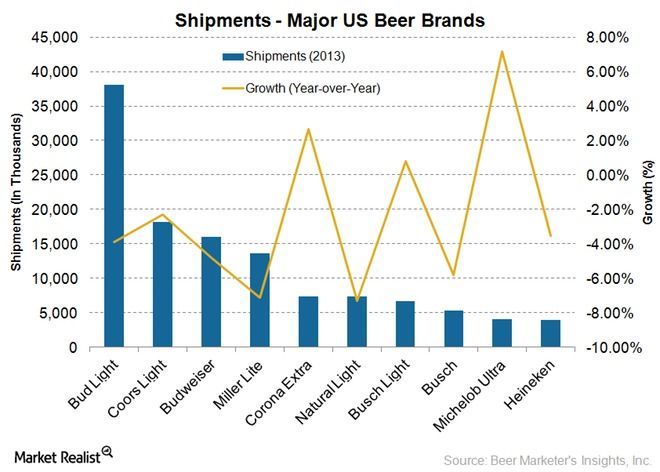 Shipments - Major US Beer Brands
45,000
40,000
35,000
30,000
25,000
20,000
15,000
10,000
5,000
0
Shipments (In Thousands)
Shipments (2013)
Growth (Year-over-Year)
8.00%
6.00%
4.00%
2.00%
0.00%
-2.00%
-4.00%
-6.00%
-8.00%
-10.00%
Growth (%)
Bud Light
Coors Light
Budweiser
Miller Lite
Corona Extra
Natural Light
Busch Light
Busch
Michelob Ultra
Heineken
Market Realist
Source: Beer Marketer's Insights, Inc.